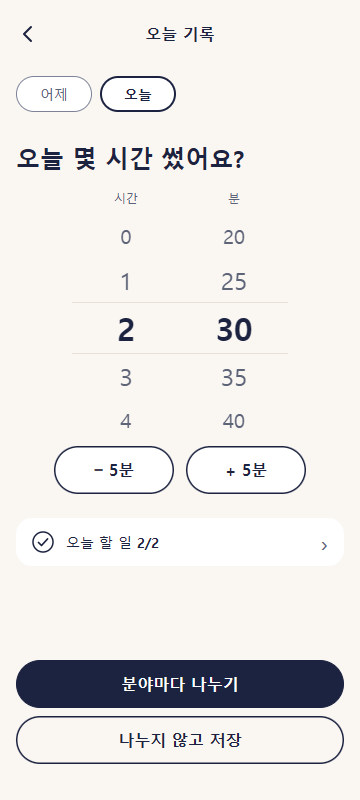 오늘 기록
어제 오늘
오늘 몇 시간 썼어요?
시간 분
0 20
1 25
2 30
3 35
4 40
− 5분 + 5분
오늘 할 일 2/2
분야마다 나누기
나누지 않고 저장